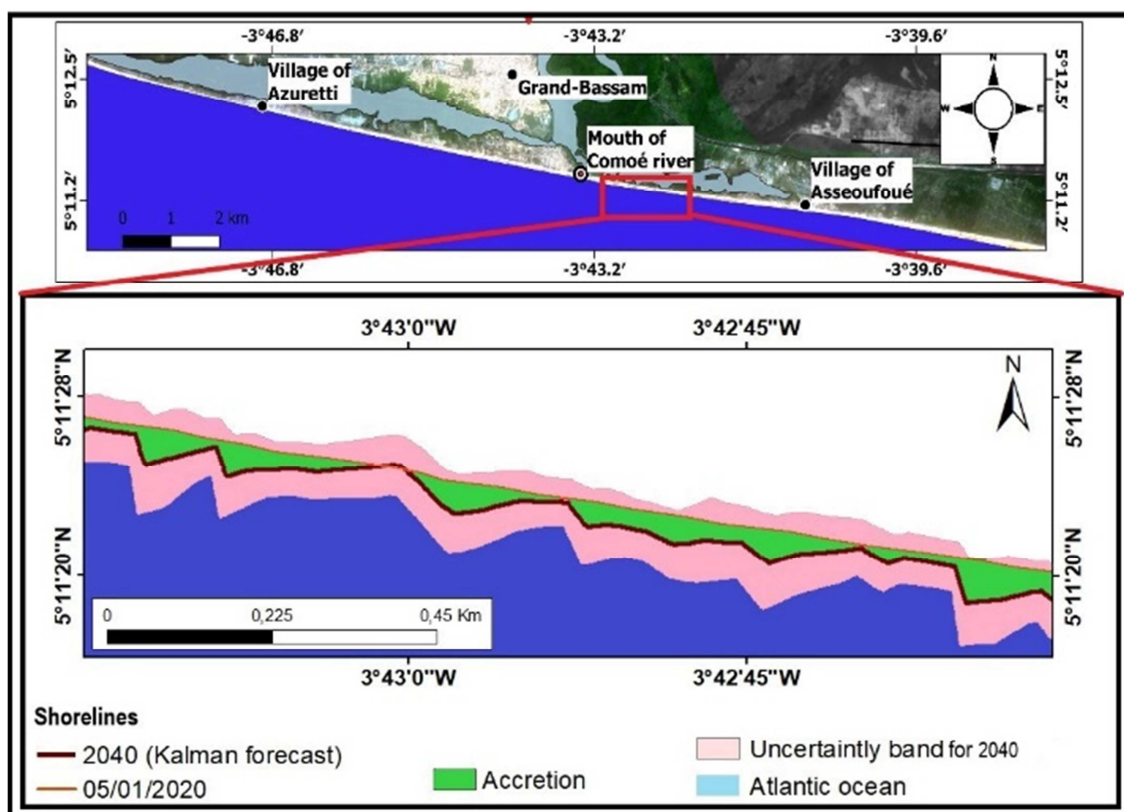 -3°46.8′ -3°43.2′ -3°39.6′
5°12.5′
Village of
Azuretti
Grand-Bassam
N
W E
S
5°12.5′
Mouth of
Comoé river
Village of
Asseoufoué
5°11.2′
5°11.2′
0 1 2 km
-3°46.8′ -3°43.2′ -3°39.6′
3°43'0"W 3°42'45"W
5°11'28"N
N
5°11'28"N
5°11'20"N
5°11'20"N
0 0,225 0,45 Km
3°43'0"W 3°42'45"W
Shorelines
2040 (Kalman forecast)
05/01/2020
Accretion
Uncertaintly band for 2040
Atlantic ocean